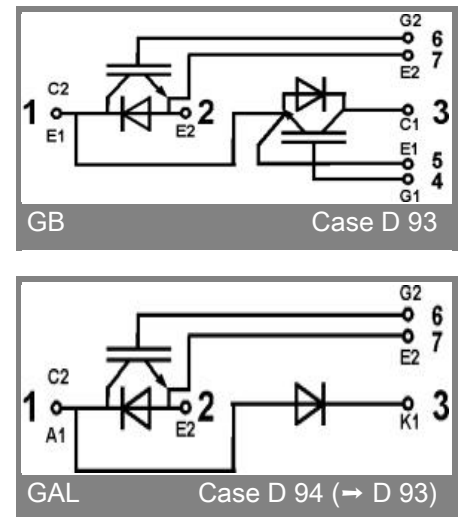 G2
6
7
E2
C2
1
2
3
E1
E2
C1
E1
5
4
G1
GB Case D 93
G2
6
7
E2
C2
1
2
3
A1
E2
K1
GAL Case D 94 (→ D 93)